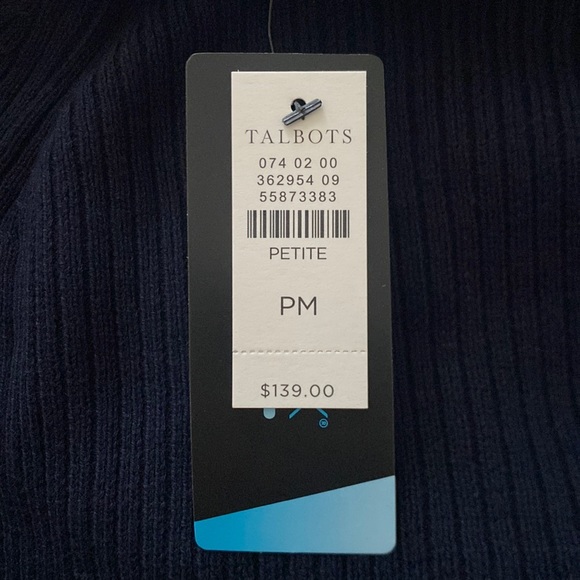 TALBOTS
074 02 00
362954 09
55873383
PETITE
PM
$139.00
®